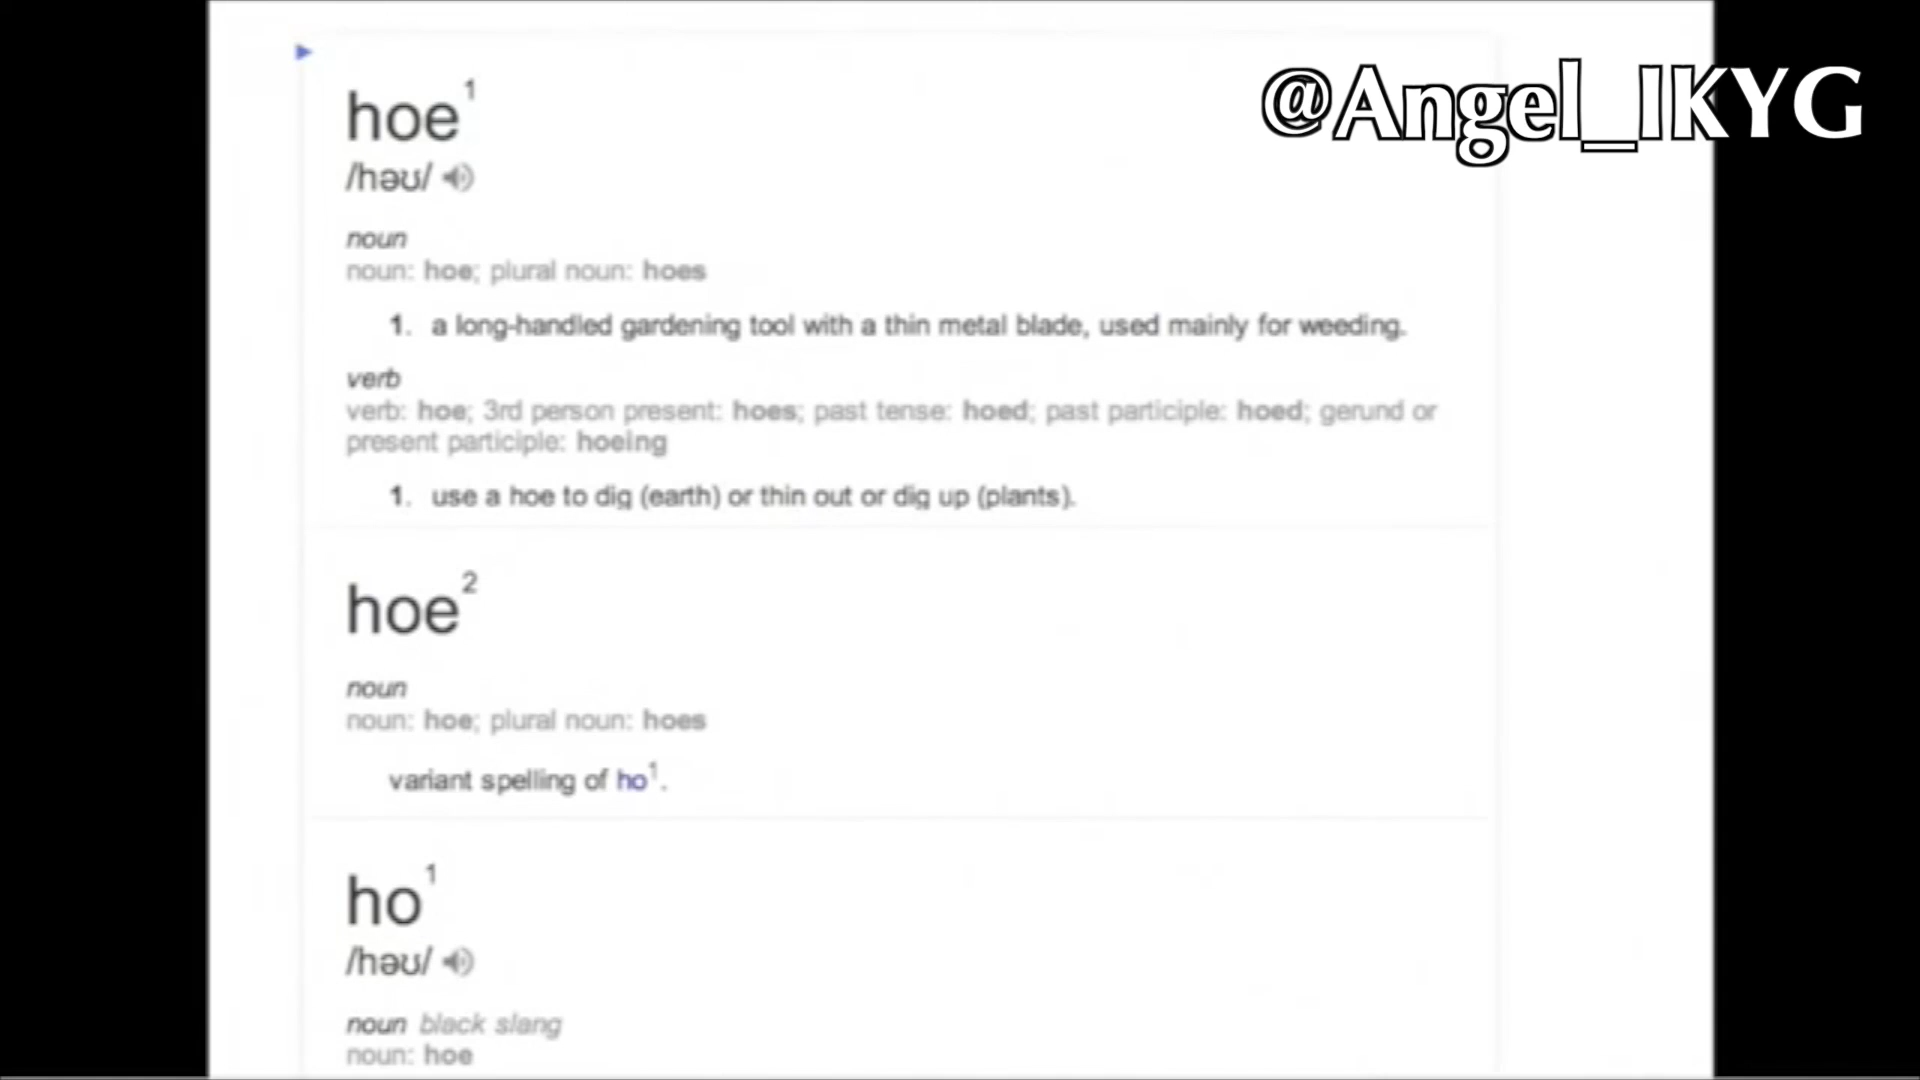 @Angel_IKYG
hoe¹
/həʊ/
noun
noun: hoe; plural noun: hoes
1. a long-handled gardening tool with a thin metal blade, used mainly for weeding.
verb
verb: hoe; 3rd person present: hoes; past tense: hoed; past participle: hoed; gerund or
present participle: hoeing
1. use a hoe to dig (earth) or thin out or dig up (plants).
hoe²
noun
noun: hoe; plural noun: hoes
variant spelling of ho¹.
ho¹
/həʊ/
noun black slang
noun: hoe